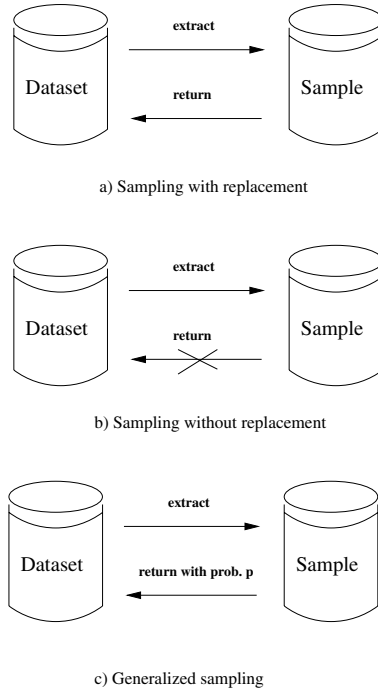 extract
Dataset
Sample
return
a) Sampling with replacement
extract
Dataset
Sample
return
b) Sampling without replacement
extract
Dataset
Sample
return with prob. p
c) Generalized sampling